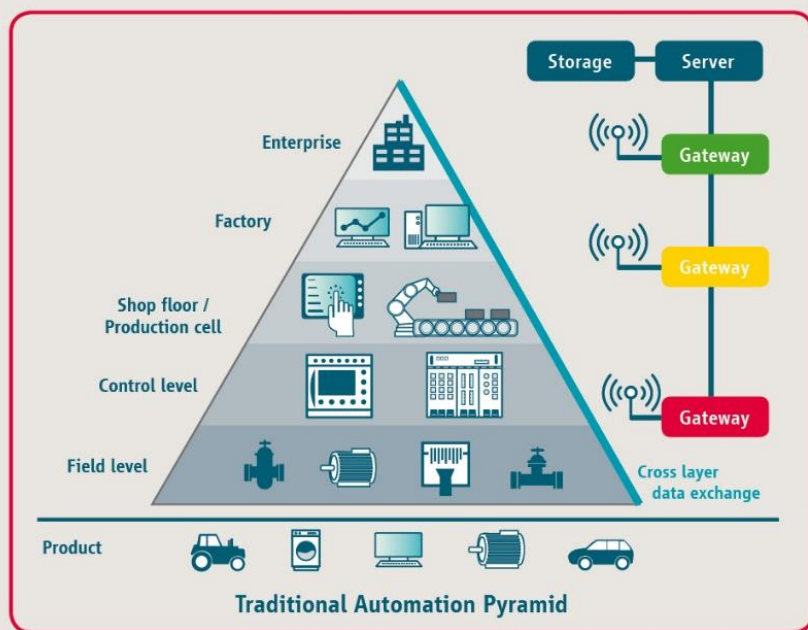 Storage
Server
Enterprise
Gateway
Factory
Gateway
Shop floor /
Production cell
Control level
Gateway
Field level
Cross layer
data exchange
Product
Traditional Automation Pyramid